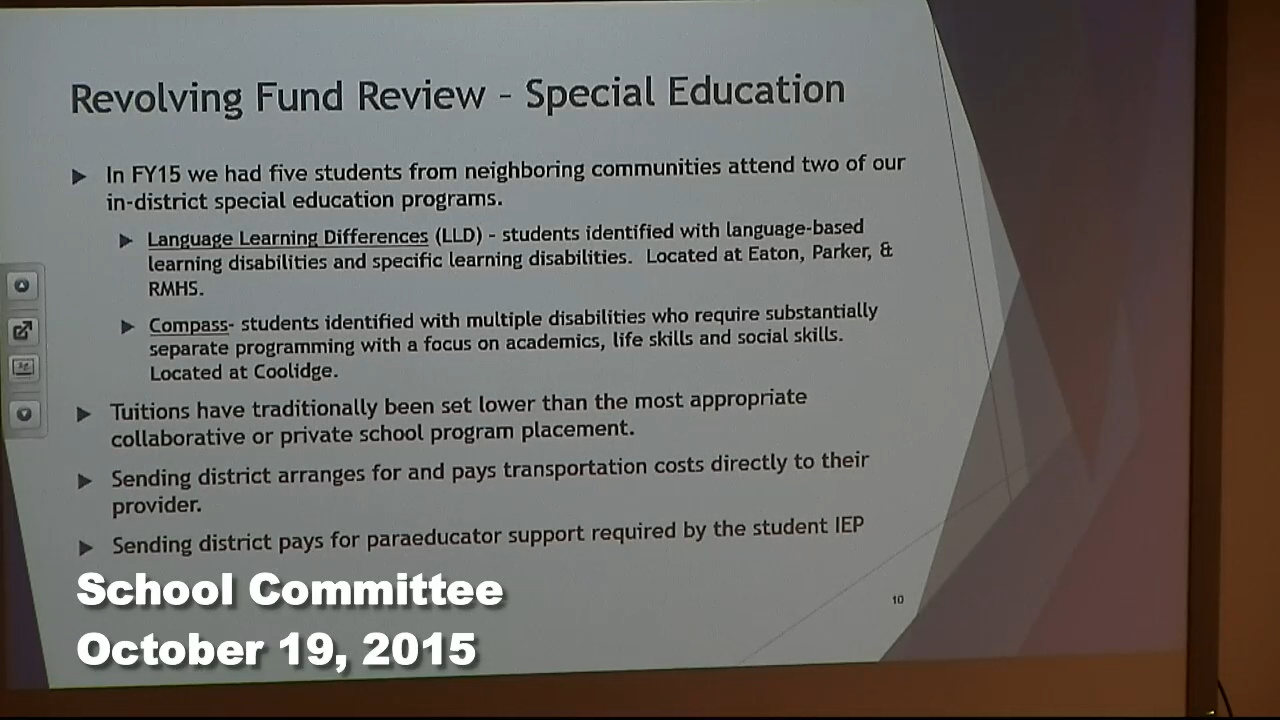 Revolving Fund Review - Special Education
In FY15 we had five students from neighboring communities attend two of our
in-district special education programs.
Language Learning Differences (LLD) - students identified with language-based
learning disabilities and specific learning disabilities. Located at Eaton, Parker, &
RMHS.
Compass- students identified with multiple disabilities who require substantially
separate programming with a focus on academics, life skills and social skills.
Located at Coolidge.
Tuitions have traditionally been set lower than the most appropriate
collaborative or private school program placement.
Sending district arranges for and pays transportation costs directly to their
provider.
Sending district pays for paraeducator support required by the student IEP
School Committee
October 19, 2015
10